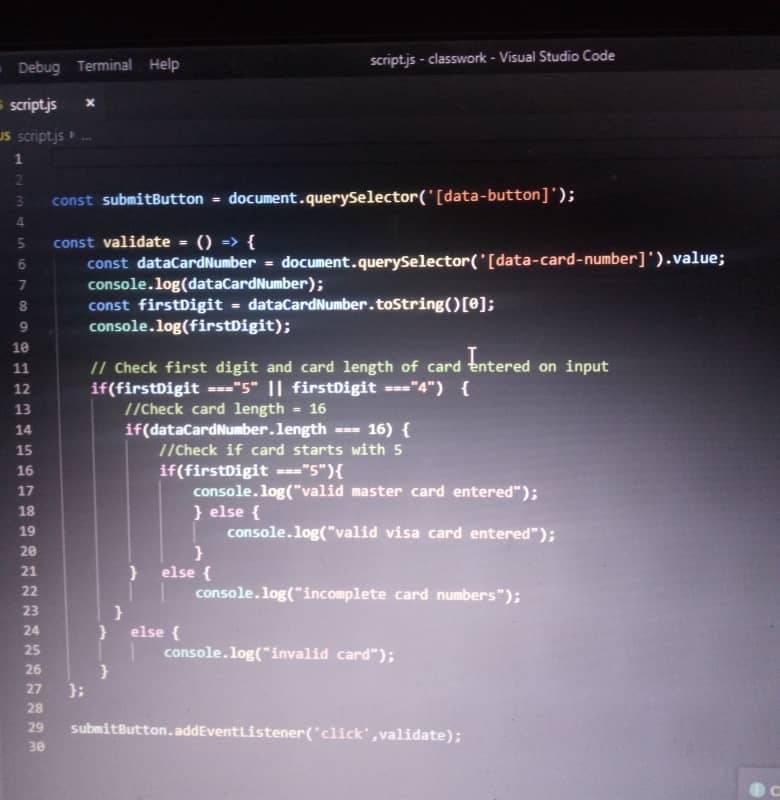 Debug Terminal Help script.js - classwork - Visual Studio Code
script.js ×
JS script.js ▸ ...
1
2
3 const submitButton = document.querySelector('[data-button]');
4
5 const validate = () => {
6 const dataCardNumber = document.querySelector('[data-card-number]').value;
7 console.log(dataCardNumber);
8 const firstDigit = dataCardNumber.toString()[0];
9 console.log(firstDigit);
10
11 // Check first digit and card length of card entered on input
12 if(firstDigit ==="5" || firstDigit ==="4") {
13 //Check card length = 16
14 if(dataCardNumber.length === 16) {
15 //Check if card starts with 5
16 if(firstDigit ==="5"){
17 console.log("valid master card entered");
18 } else {
19 console.log("valid visa card entered");
20 }
21 } else {
22 console.log("incomplete card numbers");
23 }
24 } else {
25 console.log("invalid card");
26 }
27 };
28
29 submitButton.addEventListener('click',validate);
30